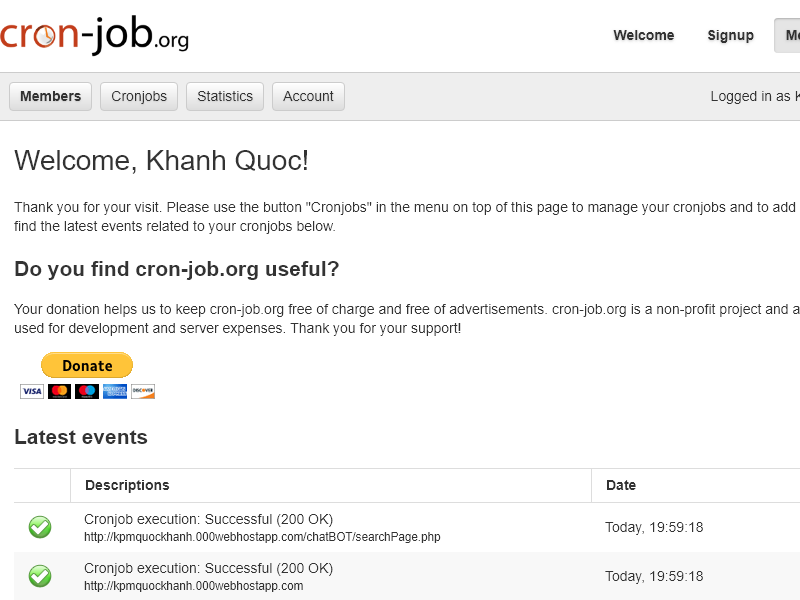 cron-job.org
Welcome Signup
Members Cronjobs Statistics Account Logged in as
Welcome, Khanh Quoc!
Thank you for your visit. Please use the button "Cronjobs" in the menu on top of this page to manage your cronjobs and to add
find the latest events related to your cronjobs below.
Do you find cron-job.org useful?
Your donation helps us to keep cron-job.org free of charge and free of advertisements. cron-job.org is a non-profit project and a
used for development and server expenses. Thank you for your support!
Donate
VISA DISCOVER
Latest events
Descriptions Date
Cronjob execution: Successful (200 OK)
http://kpmquockhanh.000webhostapp.com/chatBOT/searchPage.php
Today, 19:59:18
Cronjob execution: Successful (200 OK)
http://kpmquockhanh.000webhostapp.com
Today, 19:59:18